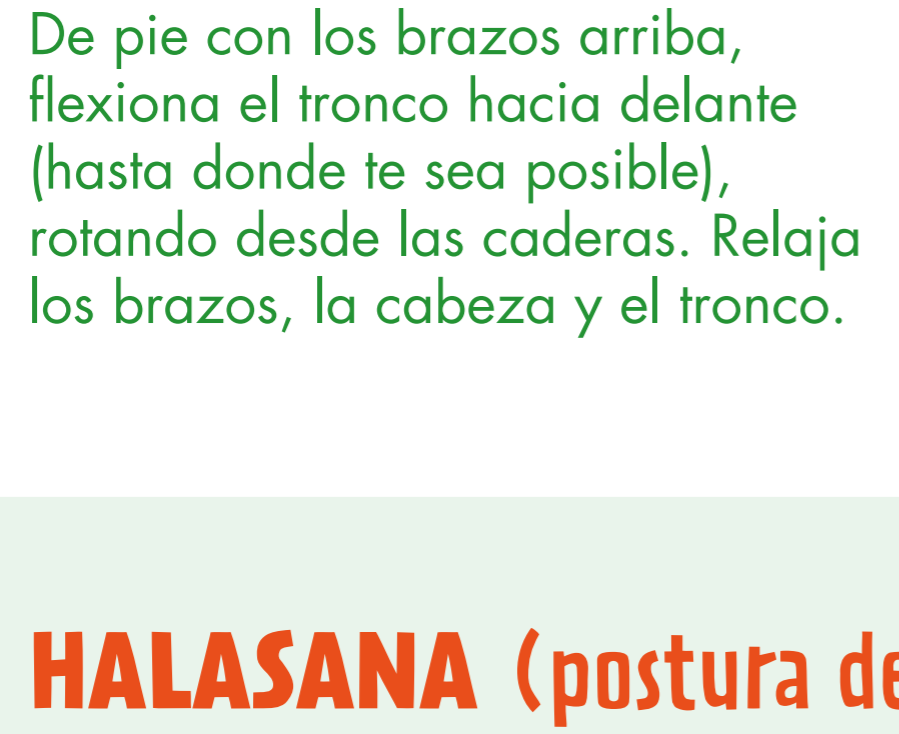 De pie con los brazos arriba,
flexiona el tronco hacia delante
(hasta donde te sea posible),
rotando desde las caderas. Relaja
los brazos, la cabeza y el tronco.
HALASANA (postura de